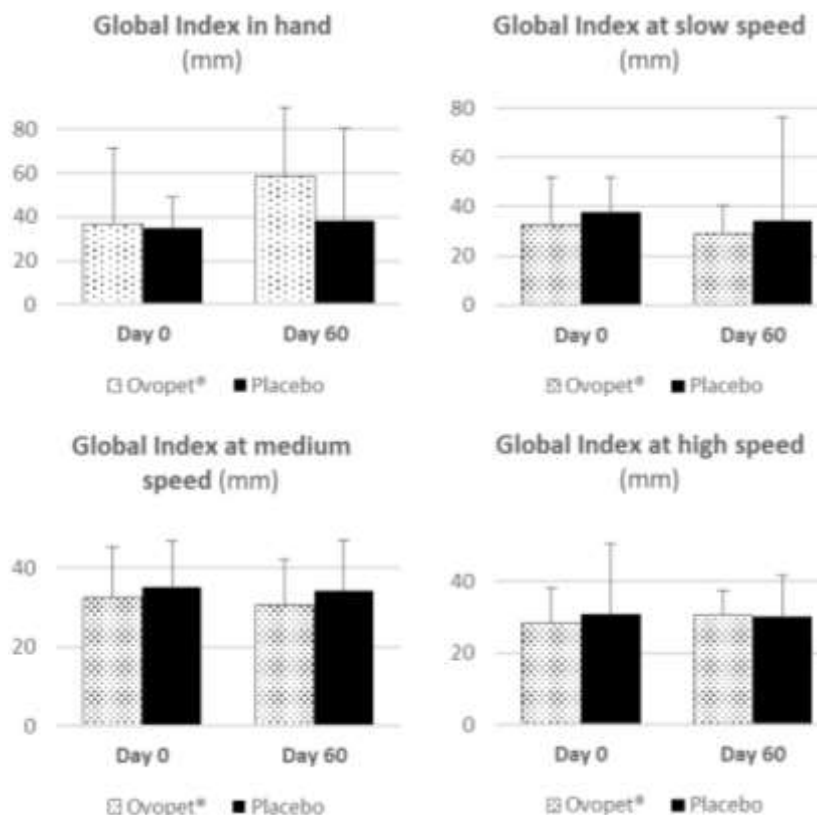 Global Index in hand
(mm)
80
60
40
20
0
Day 0 Day 60
Ovopet® Placebo
Global Index at slow speed
(mm)
80
60
40
20
0
Day 0 Day 60
Ovopet® Placebo
Global Index at medium
speed (mm)
40
20
0
Day 0 Day 60
Ovopet® Placebo
Global Index at high speed
(mm)
40
20
0
Day 0 Day 60
Ovopet® Placebo